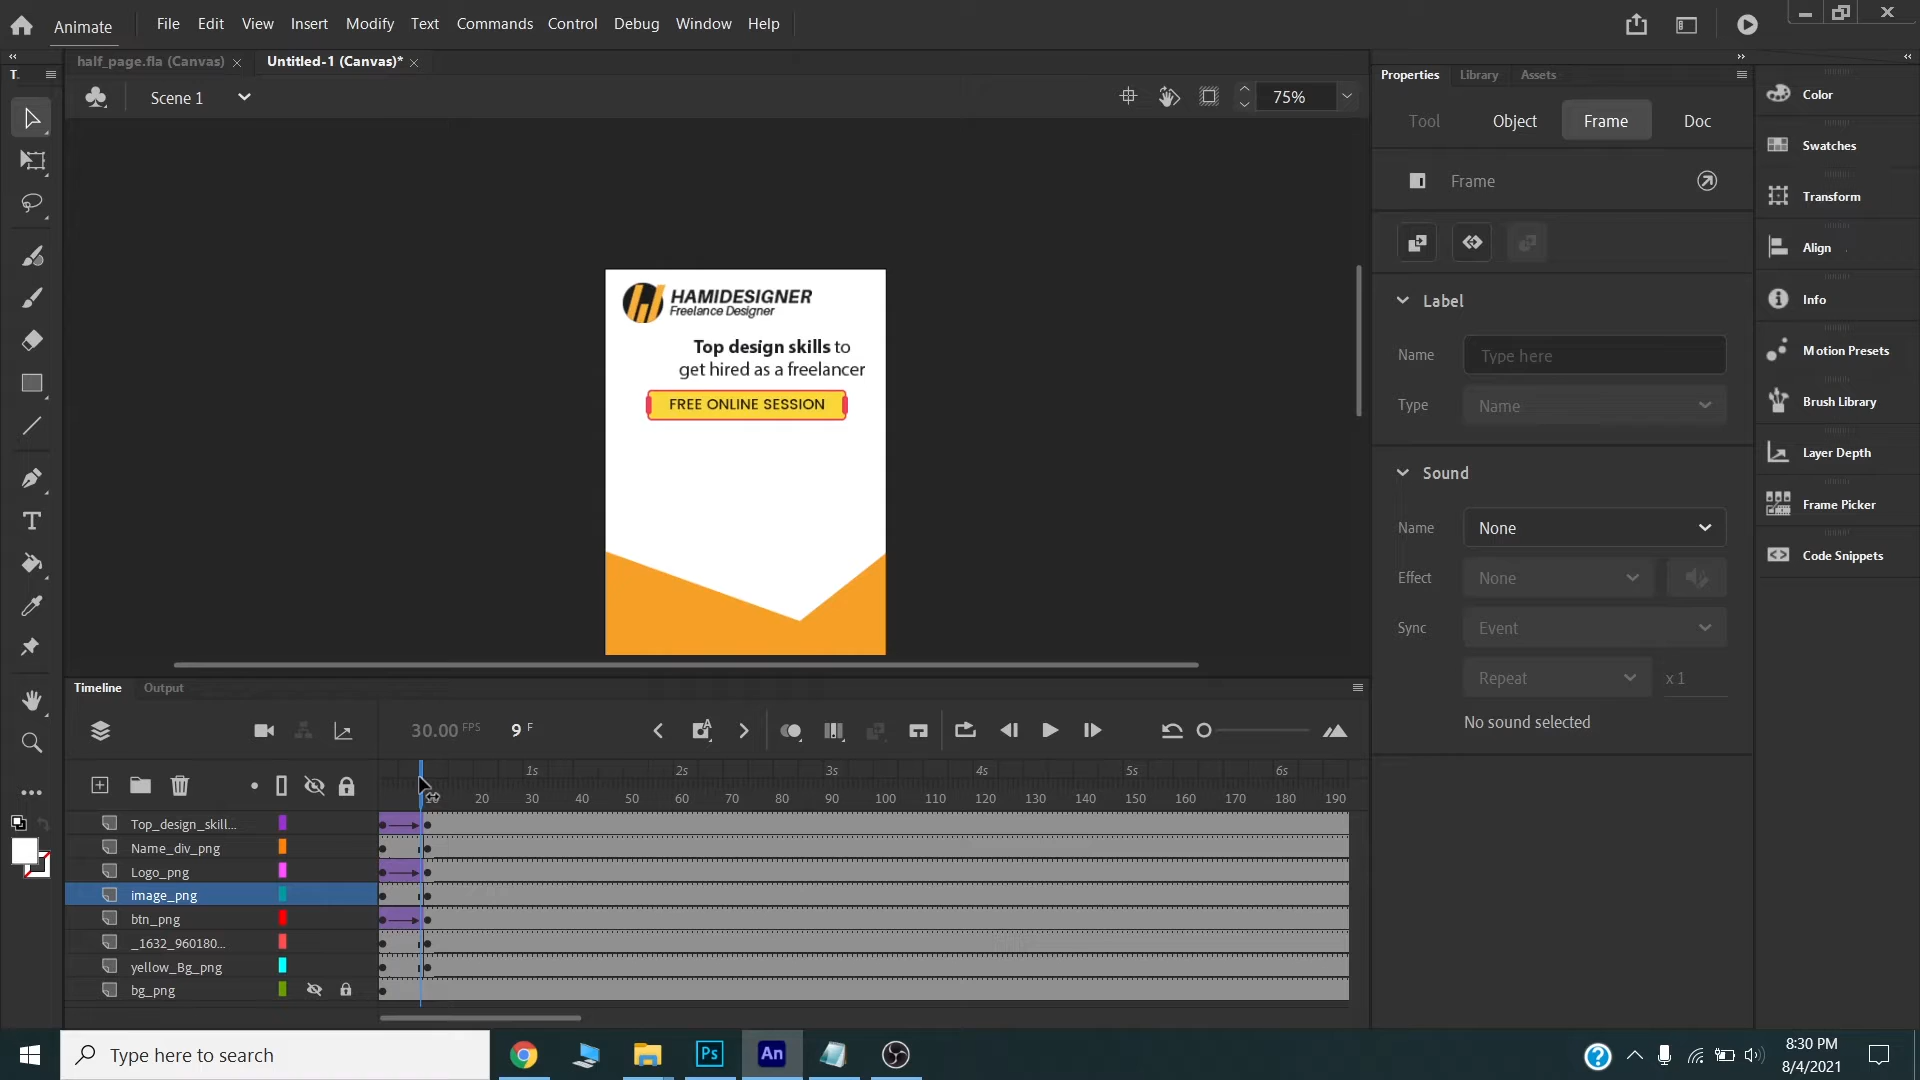 Animate
File Edit View Insert Modify Text Commands Control Debug Window Help
half_page.fla (Canvas)
Untitled-1 (Canvas)*
T.
Scene 1
75%
Properties Library Assets
Tool Object Frame Doc
Frame
Label
Name Type here
Type Name
Sound
Name None
Effect None
Sync Event
Repeat x 1
No sound selected
Color
Swatches
Transform
Align
Info
Motion Presets
Brush Library
Layer Depth
Frame Picker
Code Snippets
HAMIDESIGNER
Freelance Designer
Top design skills to
get hired as a freelancer
FREE ONLINE SESSION
Timeline Output
30.00 FPS 9 F
1s 2s 3s 4s 5s 6s
20 30 40 50 60 70 80 90 100 110 120 130 140 150 160 170 180 190
Top_design_skill...
Name_div_png
Logo_png
image_png
btn_png
_1632_960180...
yellow_Bg_png
bg_png
Type here to search
Ps
An
8:30 PM
8/4/2021